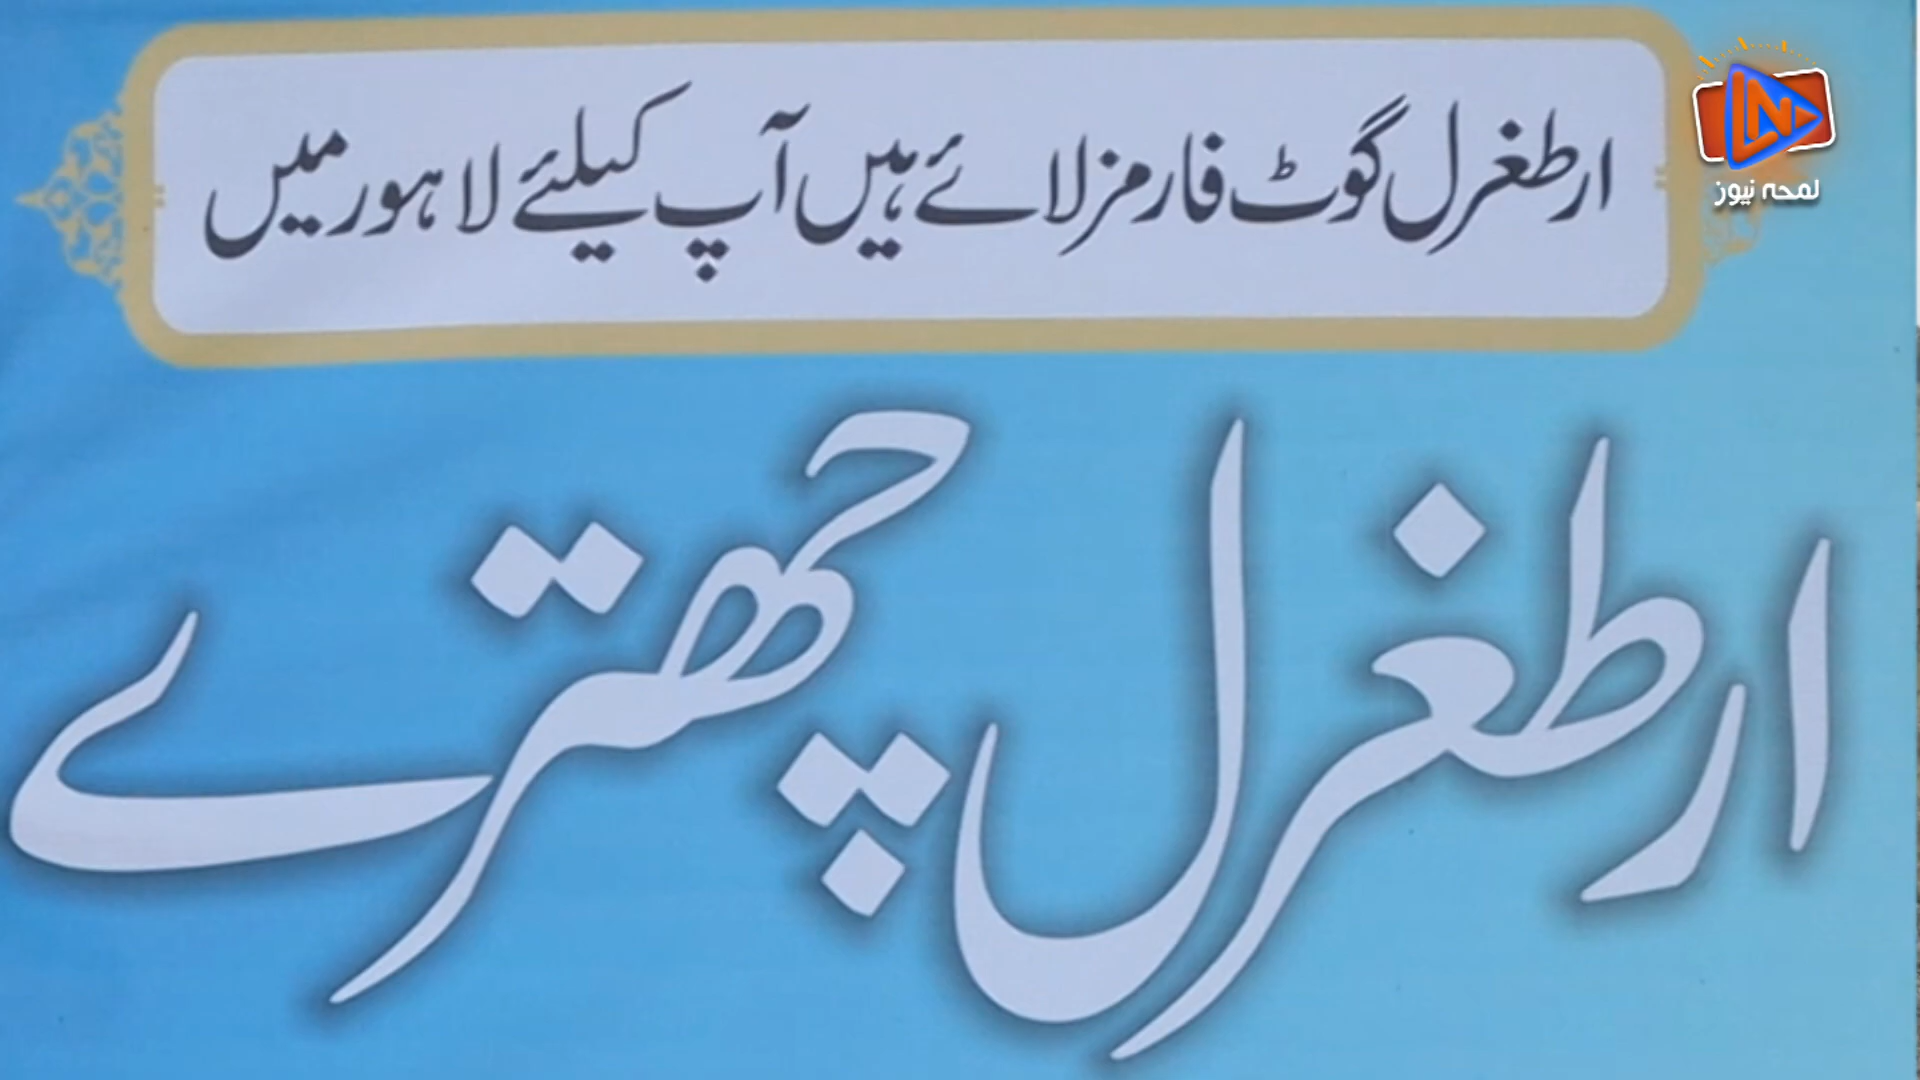 ارطغرل گوٹ فارمز لائے ہیں آپ کیلئے لاہور میں
لمحہ نیوز
ارطغرل چھترے